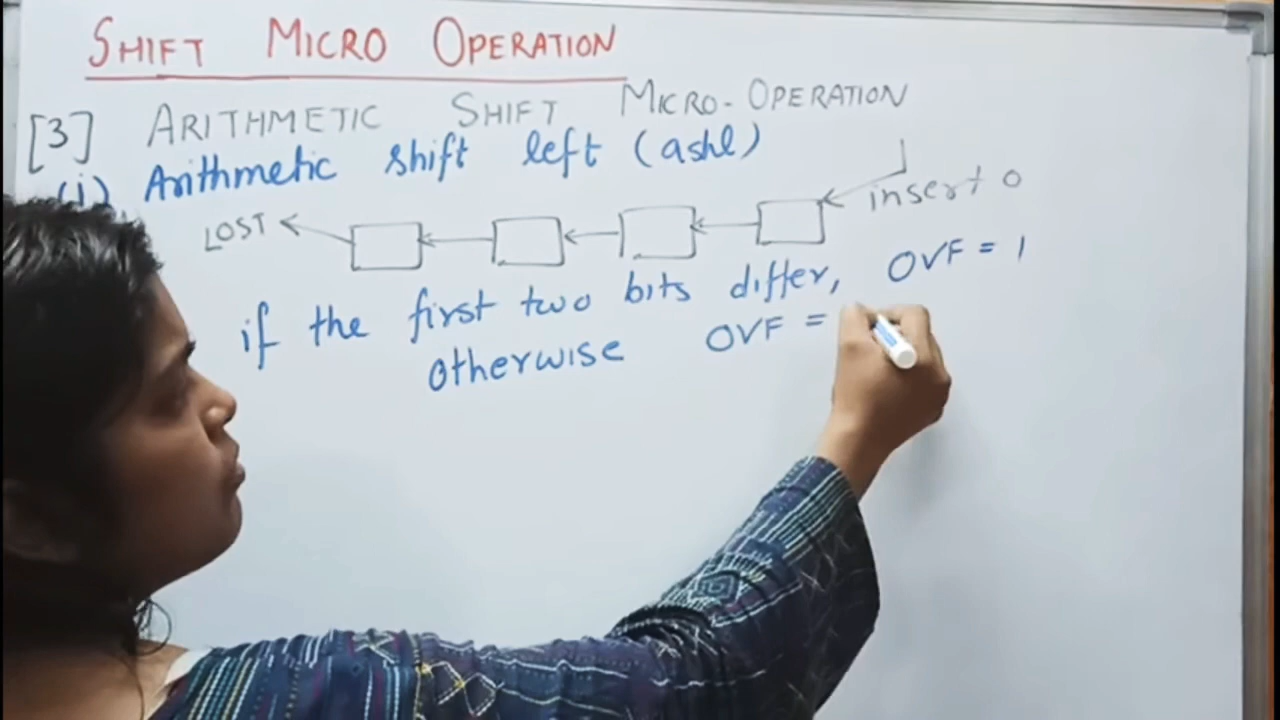 SHIFT MICRO OPERATION
[3] ARITHMETIC SHIFT MICRO-OPERATION
(i) Arithmetic shift left (ashl)
LOST insert 0
if the first two bits differ, OVF = 1
otherwise OVF =